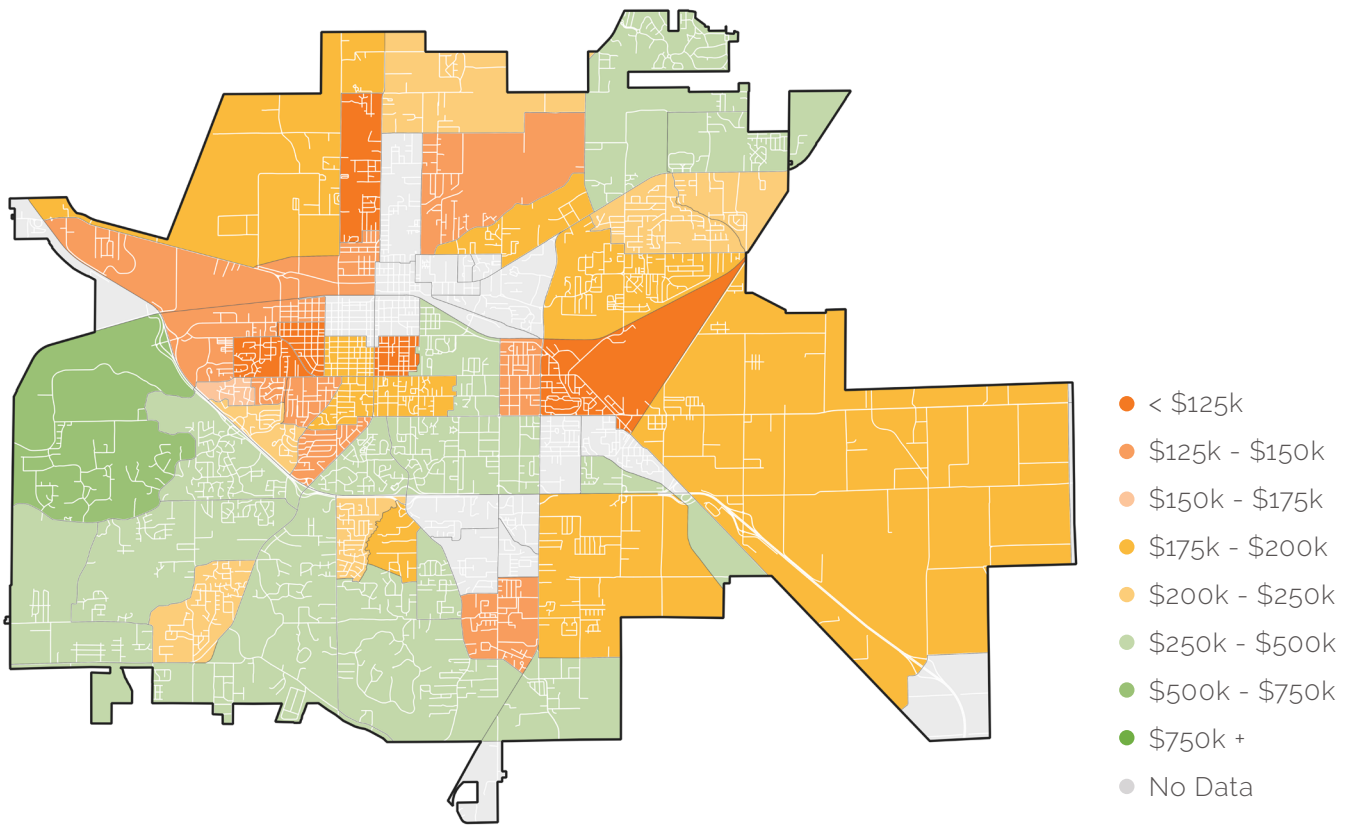 < $125k
$125k - $150k
$150k - $175k
$175k - $200k
$200k - $250k
$250k - $500k
$500k - $750k
$750k +
No Data